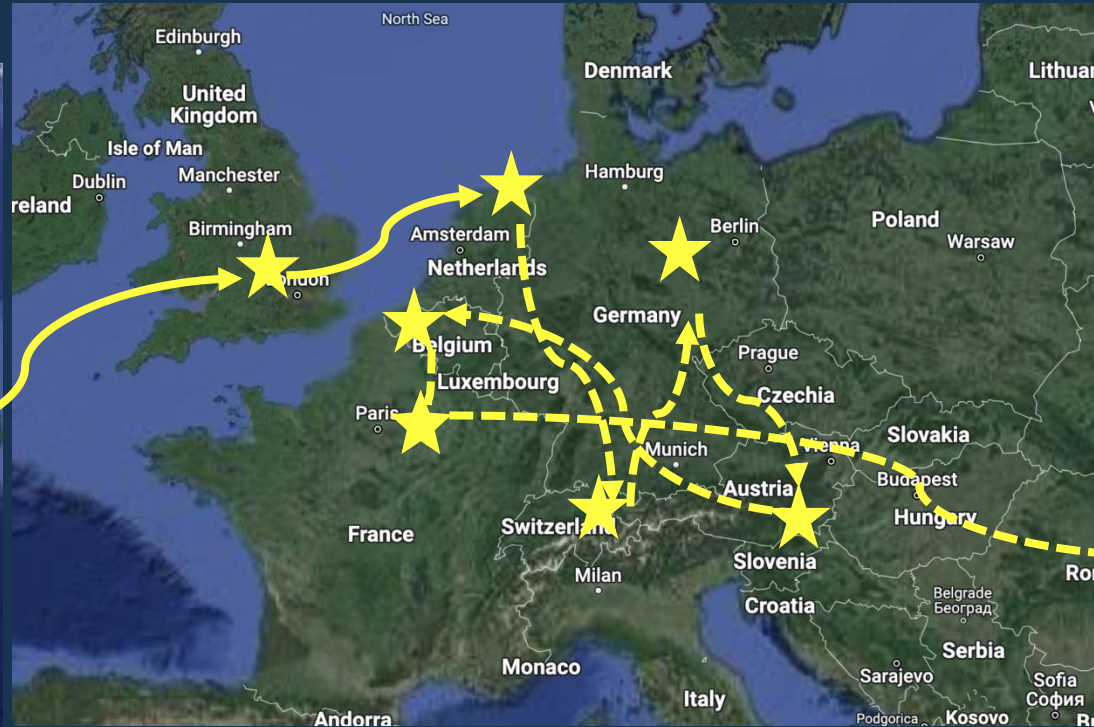 North Sea
Edinburgh
Denmark
Lithuan
United
Kingdom
Isle of Man
Hamburg
Manchester
Dublin
reland
Poland
Berlin
Birmingham
Amsterdam
Warsaw
Netherlands
London
Germany
Belgium
Prague
Luxembourg
Czechia
Paris
Slovakia
Vienna
Munich
Budapest
Austria
Hungary
Switzerland
France
Slovenia
Ro
Milan
Croatia
Belgrade
Београд
Serbia
Monaco
Sarajevo
Sofia
София
Italy
Andorra
Podgorica
Kosovo